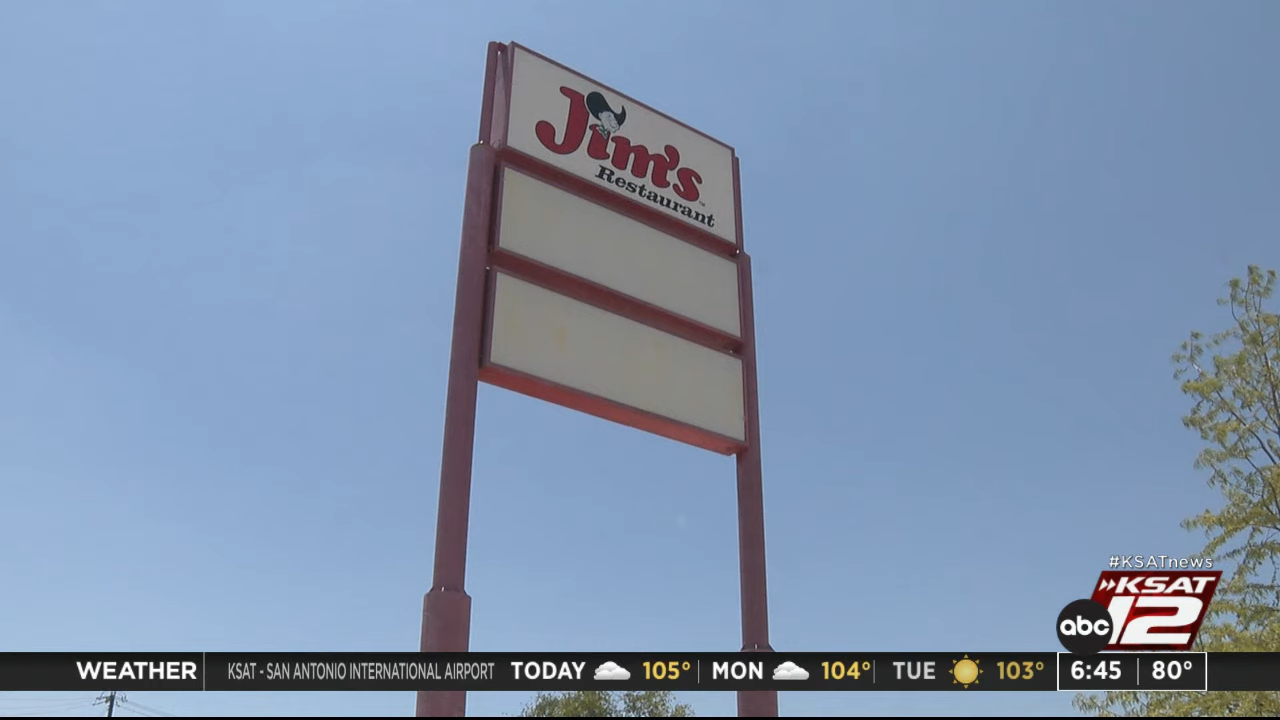 Jim's
Restaurant™
#KSATnews
KSAT
abc 12
WEATHER KSAT - SAN ANTONIO INTERNATIONAL AIRPORT TODAY 105° MON 104° TUE 103° 6:45 80°